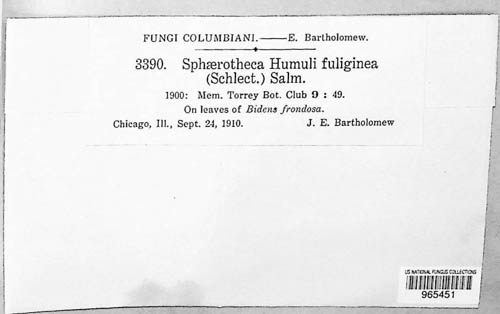 FUNGI COLUMBIANI.——E. Bartholomew.
3390. Sphærotheca Humuli fuliginea
(Schlect.) Salm.
1900: Mem. Torrey Bot. Club 9 : 49.
On leaves of Bidens frondosa.
Chicago, Ill., Sept. 24, 1910. J. E. Bartholomew
US NATIONAL FUNGUS COLLECTIONS
965451